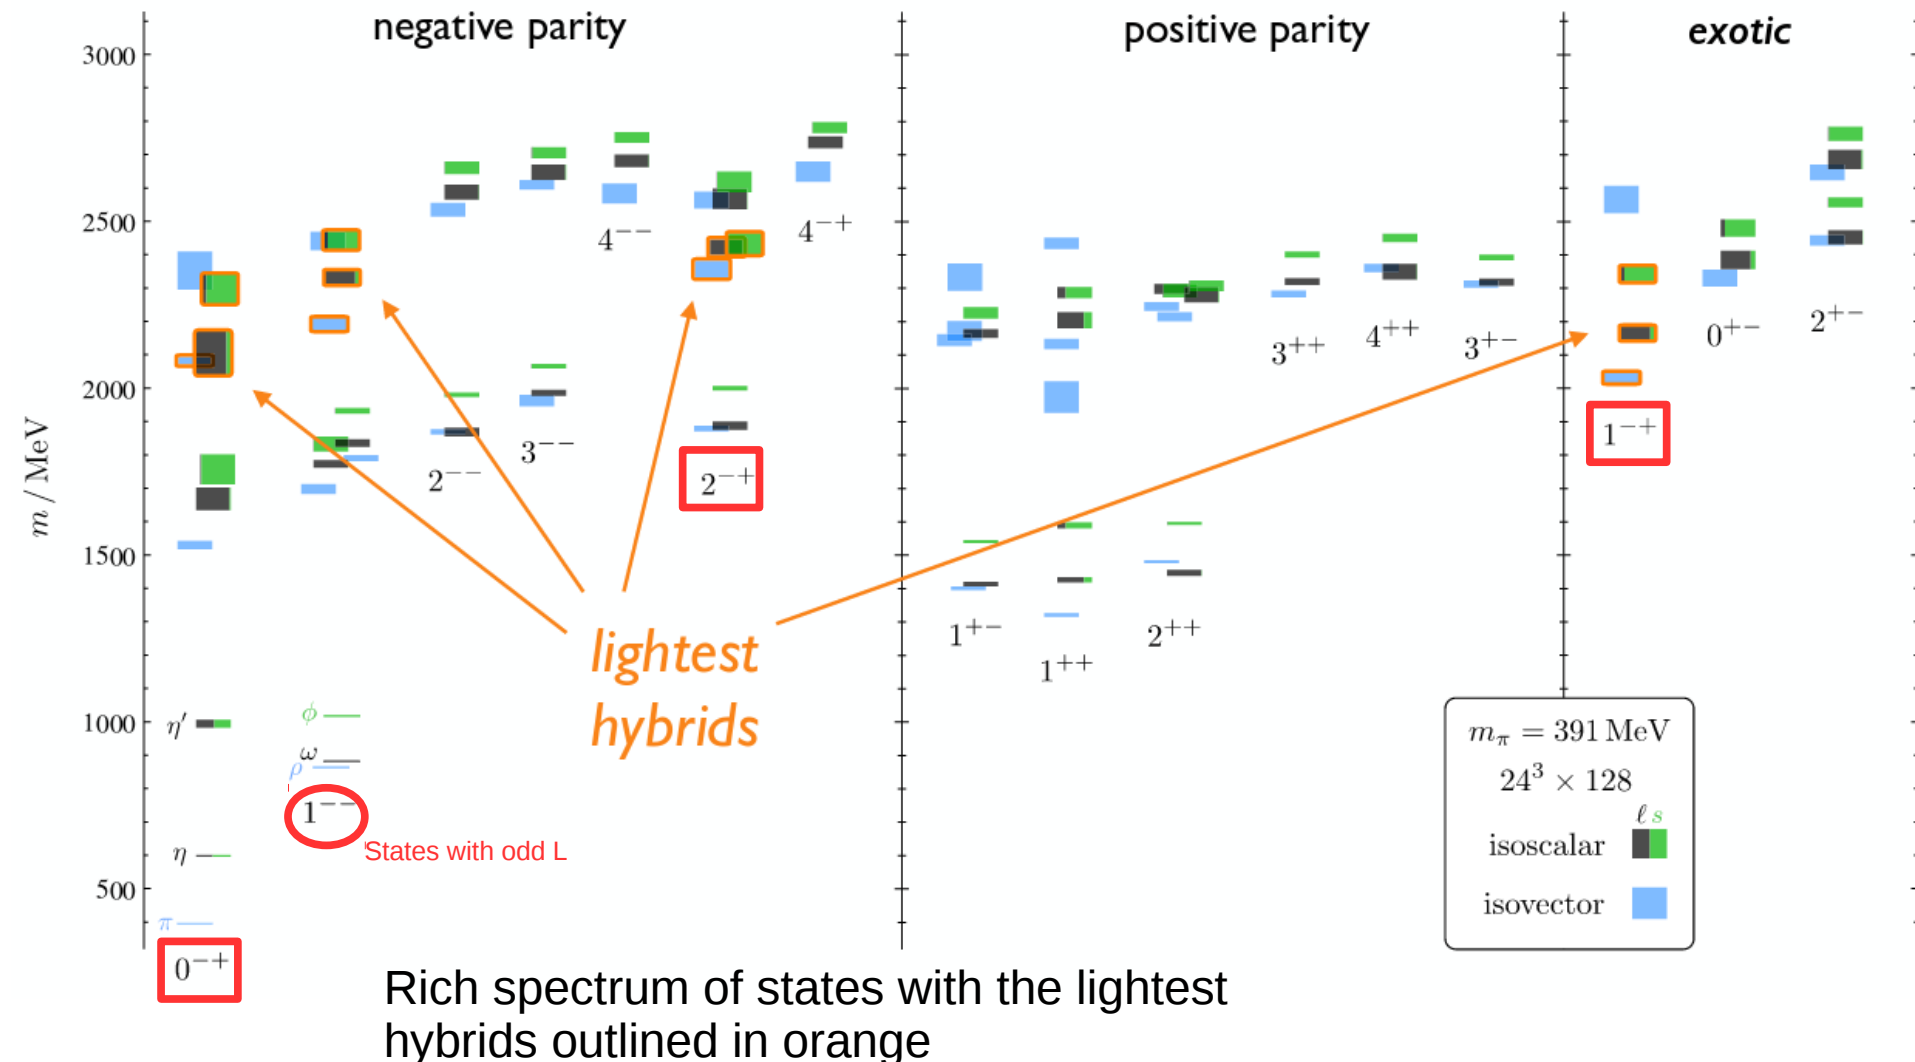 negative parity
positive parity
exotic
3000
2500
2000
1500
1000
500
m / MeV
4⁻⁻
4⁻⁺
3⁻⁻
2⁻⁻
2⁻⁺
3⁺⁺
4⁺⁺
3⁺⁻
0⁺⁻
2⁺⁻
1⁻⁺
1⁺⁻
1⁺⁺
2⁺⁺
lightest
hybrids
η′
ϕ
ω
ρ
1⁻⁻
States with odd L
η
π
0⁻⁺
mπ = 391 MeV
24³ × 128
ℓ s
isoscalar
isovector
Rich spectrum of states with the lightest
hybrids outlined in orange